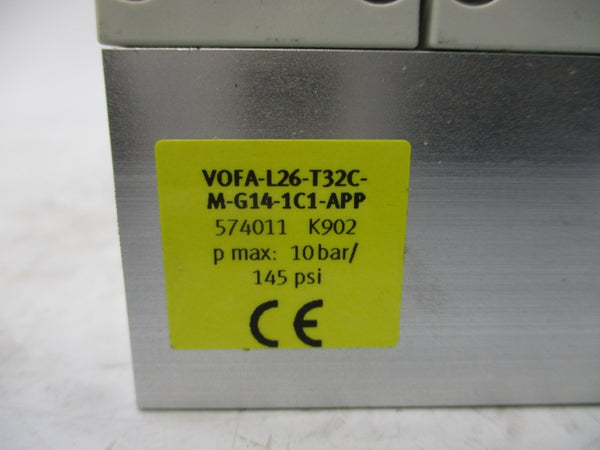 VOFA-L26-T32C-
M-G14-1C1-APP
574011 K902
p max: 10 bar/
145 psi
CE